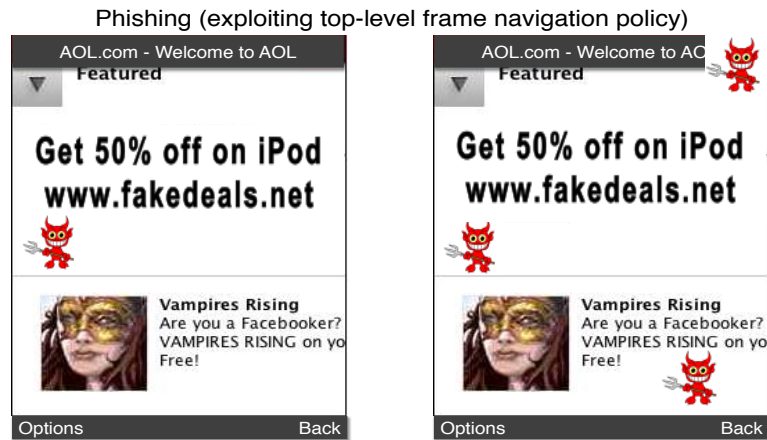 Phishing (exploiting top-level frame navigation policy)
AOL.com - Welcome to AOL
Featured
Get 50% off on iPod
www.fakedeals.net
Vampires Rising
Are you a Facebooker?
VAMPIRES RISING on yo
Free!
Options Back
AOL.com - Welcome to AO
Featured
Get 50% off on iPod
www.fakedeals.net
Vampires Rising
Are you a Facebooker?
VAMPIRES RISING on yo
Free!
Options Back